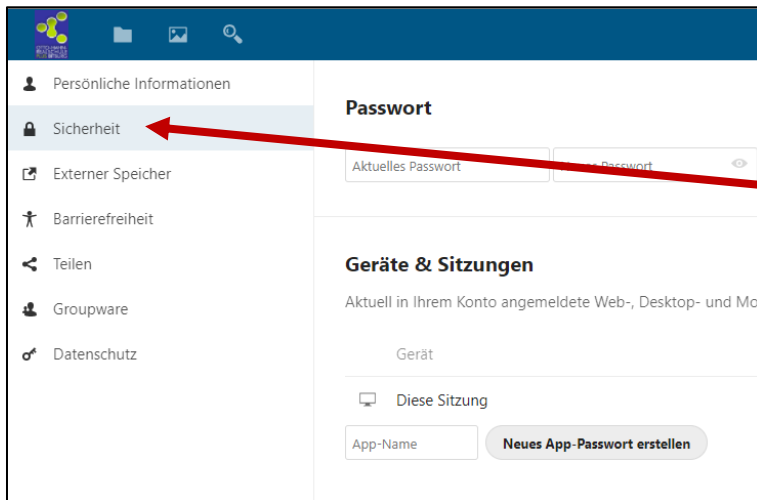 Persönliche Informationen
Sicherheit
Externer Speicher
Barrierefreiheit
Teilen
Groupware
Datenschutz
Passwort
Aktuelles Passwort
Passwort
Geräte & Sitzungen
Aktuell in Ihrem Konto angemeldete Web-, Desktop- und Mo
Gerät
Diese Sitzung
App-Name
Neues App-Passwort erstellen